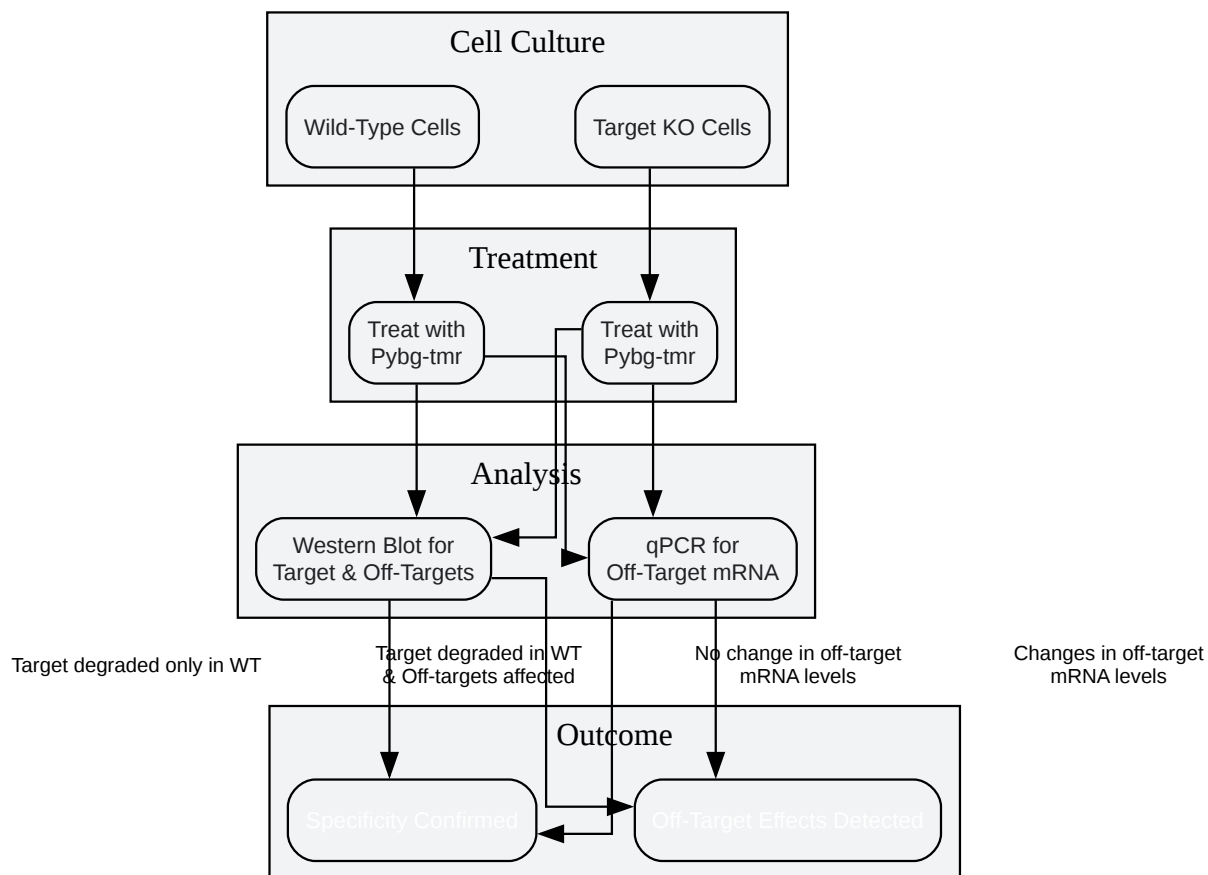 Cell Culture
Wild-Type Cells
Target KO Cells
Treatment
Treat with
Pybg-tmr
Treat with
Pybg-tmr
Analysis
Western Blot for
Target & Off-Targets
qPCR for
Off-Target mRNA
Target degraded only in WT
Target degraded in WT
& Off-targets affected
No change in off-target
mRNA levels
Changes in off-target
mRNA levels
Outcome
Specificity Confirmed
Off-Target Effects Detected